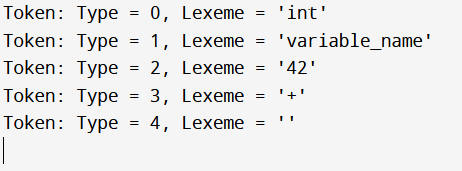 Token: Type = 0, Lexeme = 'int'
Token: Type = 1, Lexeme = 'variable_name'
Token: Type = 2, Lexeme = '42'
Token: Type = 3, Lexeme = '+'
Token: Type = 4, Lexeme = ''